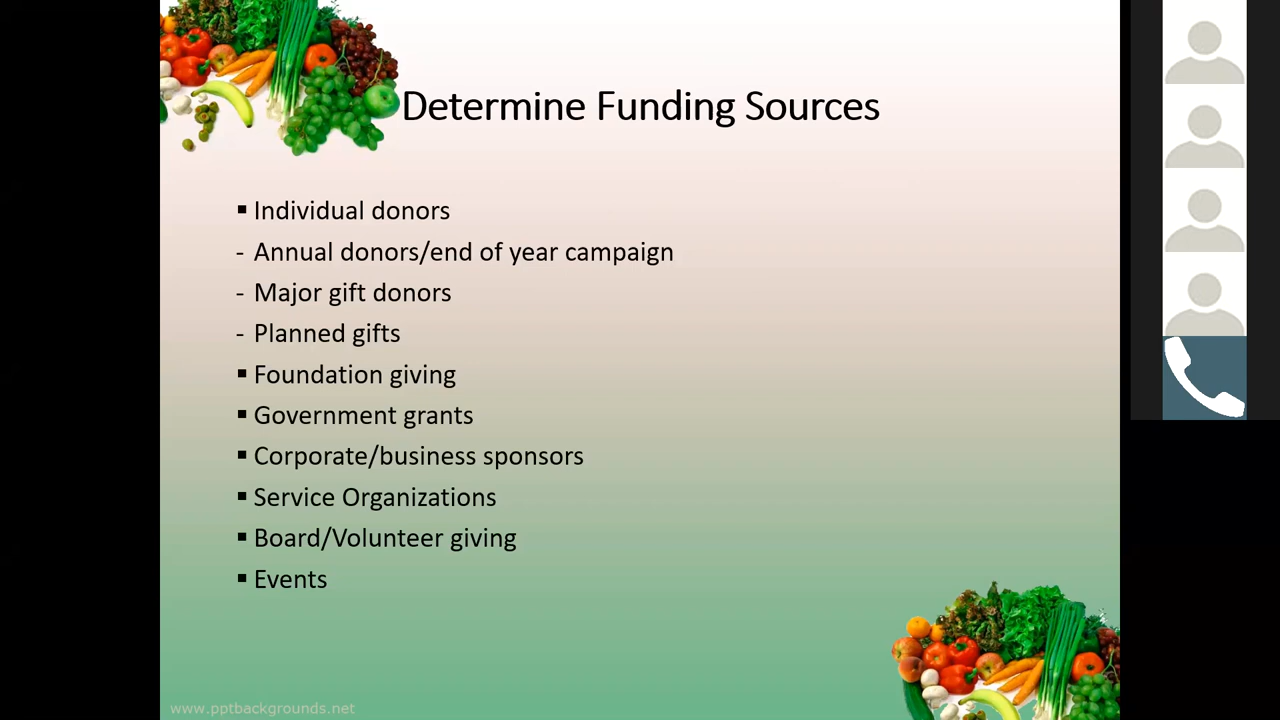 Determine Funding Sources
▪ Individual donors
- Annual donors/end of year campaign
- Major gift donors
- Planned gifts
▪ Foundation giving
▪ Government grants
▪ Corporate/business sponsors
▪ Service Organizations
▪ Board/Volunteer giving
▪ Events
www.pptbackgrounds.net